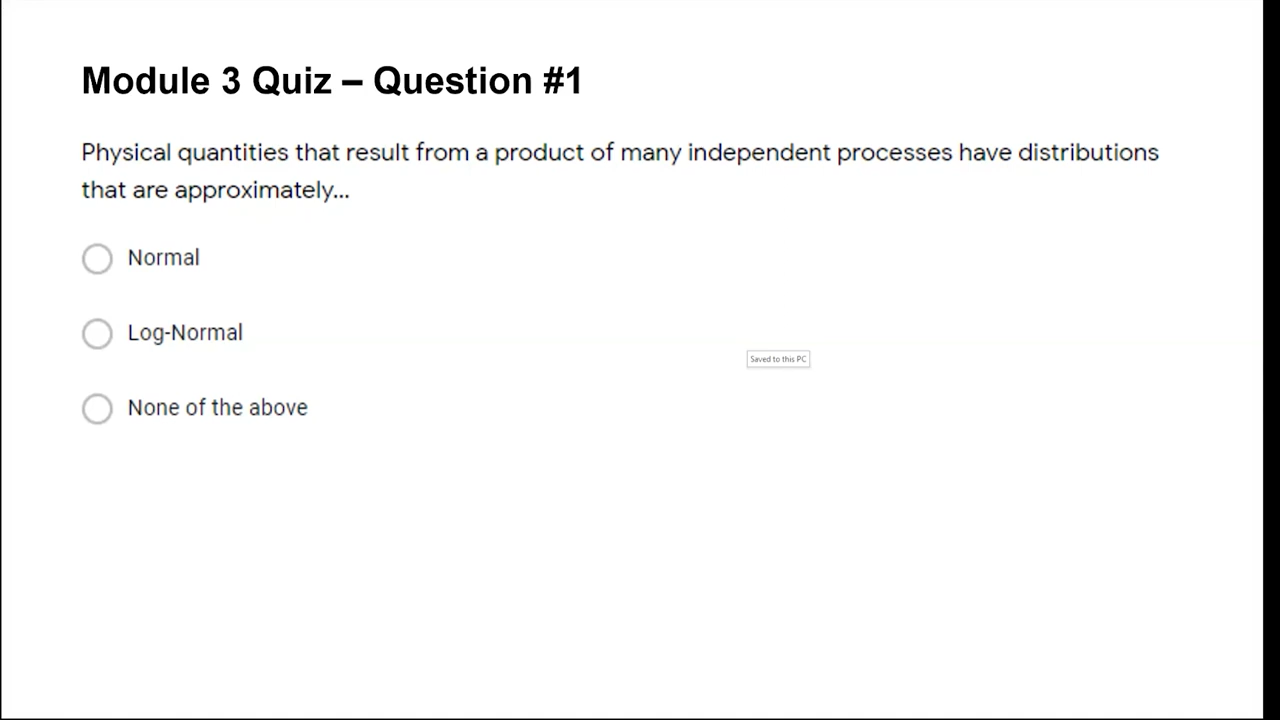 Module 3 Quiz – Question #1
Physical quantities that result from a product of many independent processes have distributions
that are approximately...
Normal
Log-Normal
Saved to this PC
None of the above